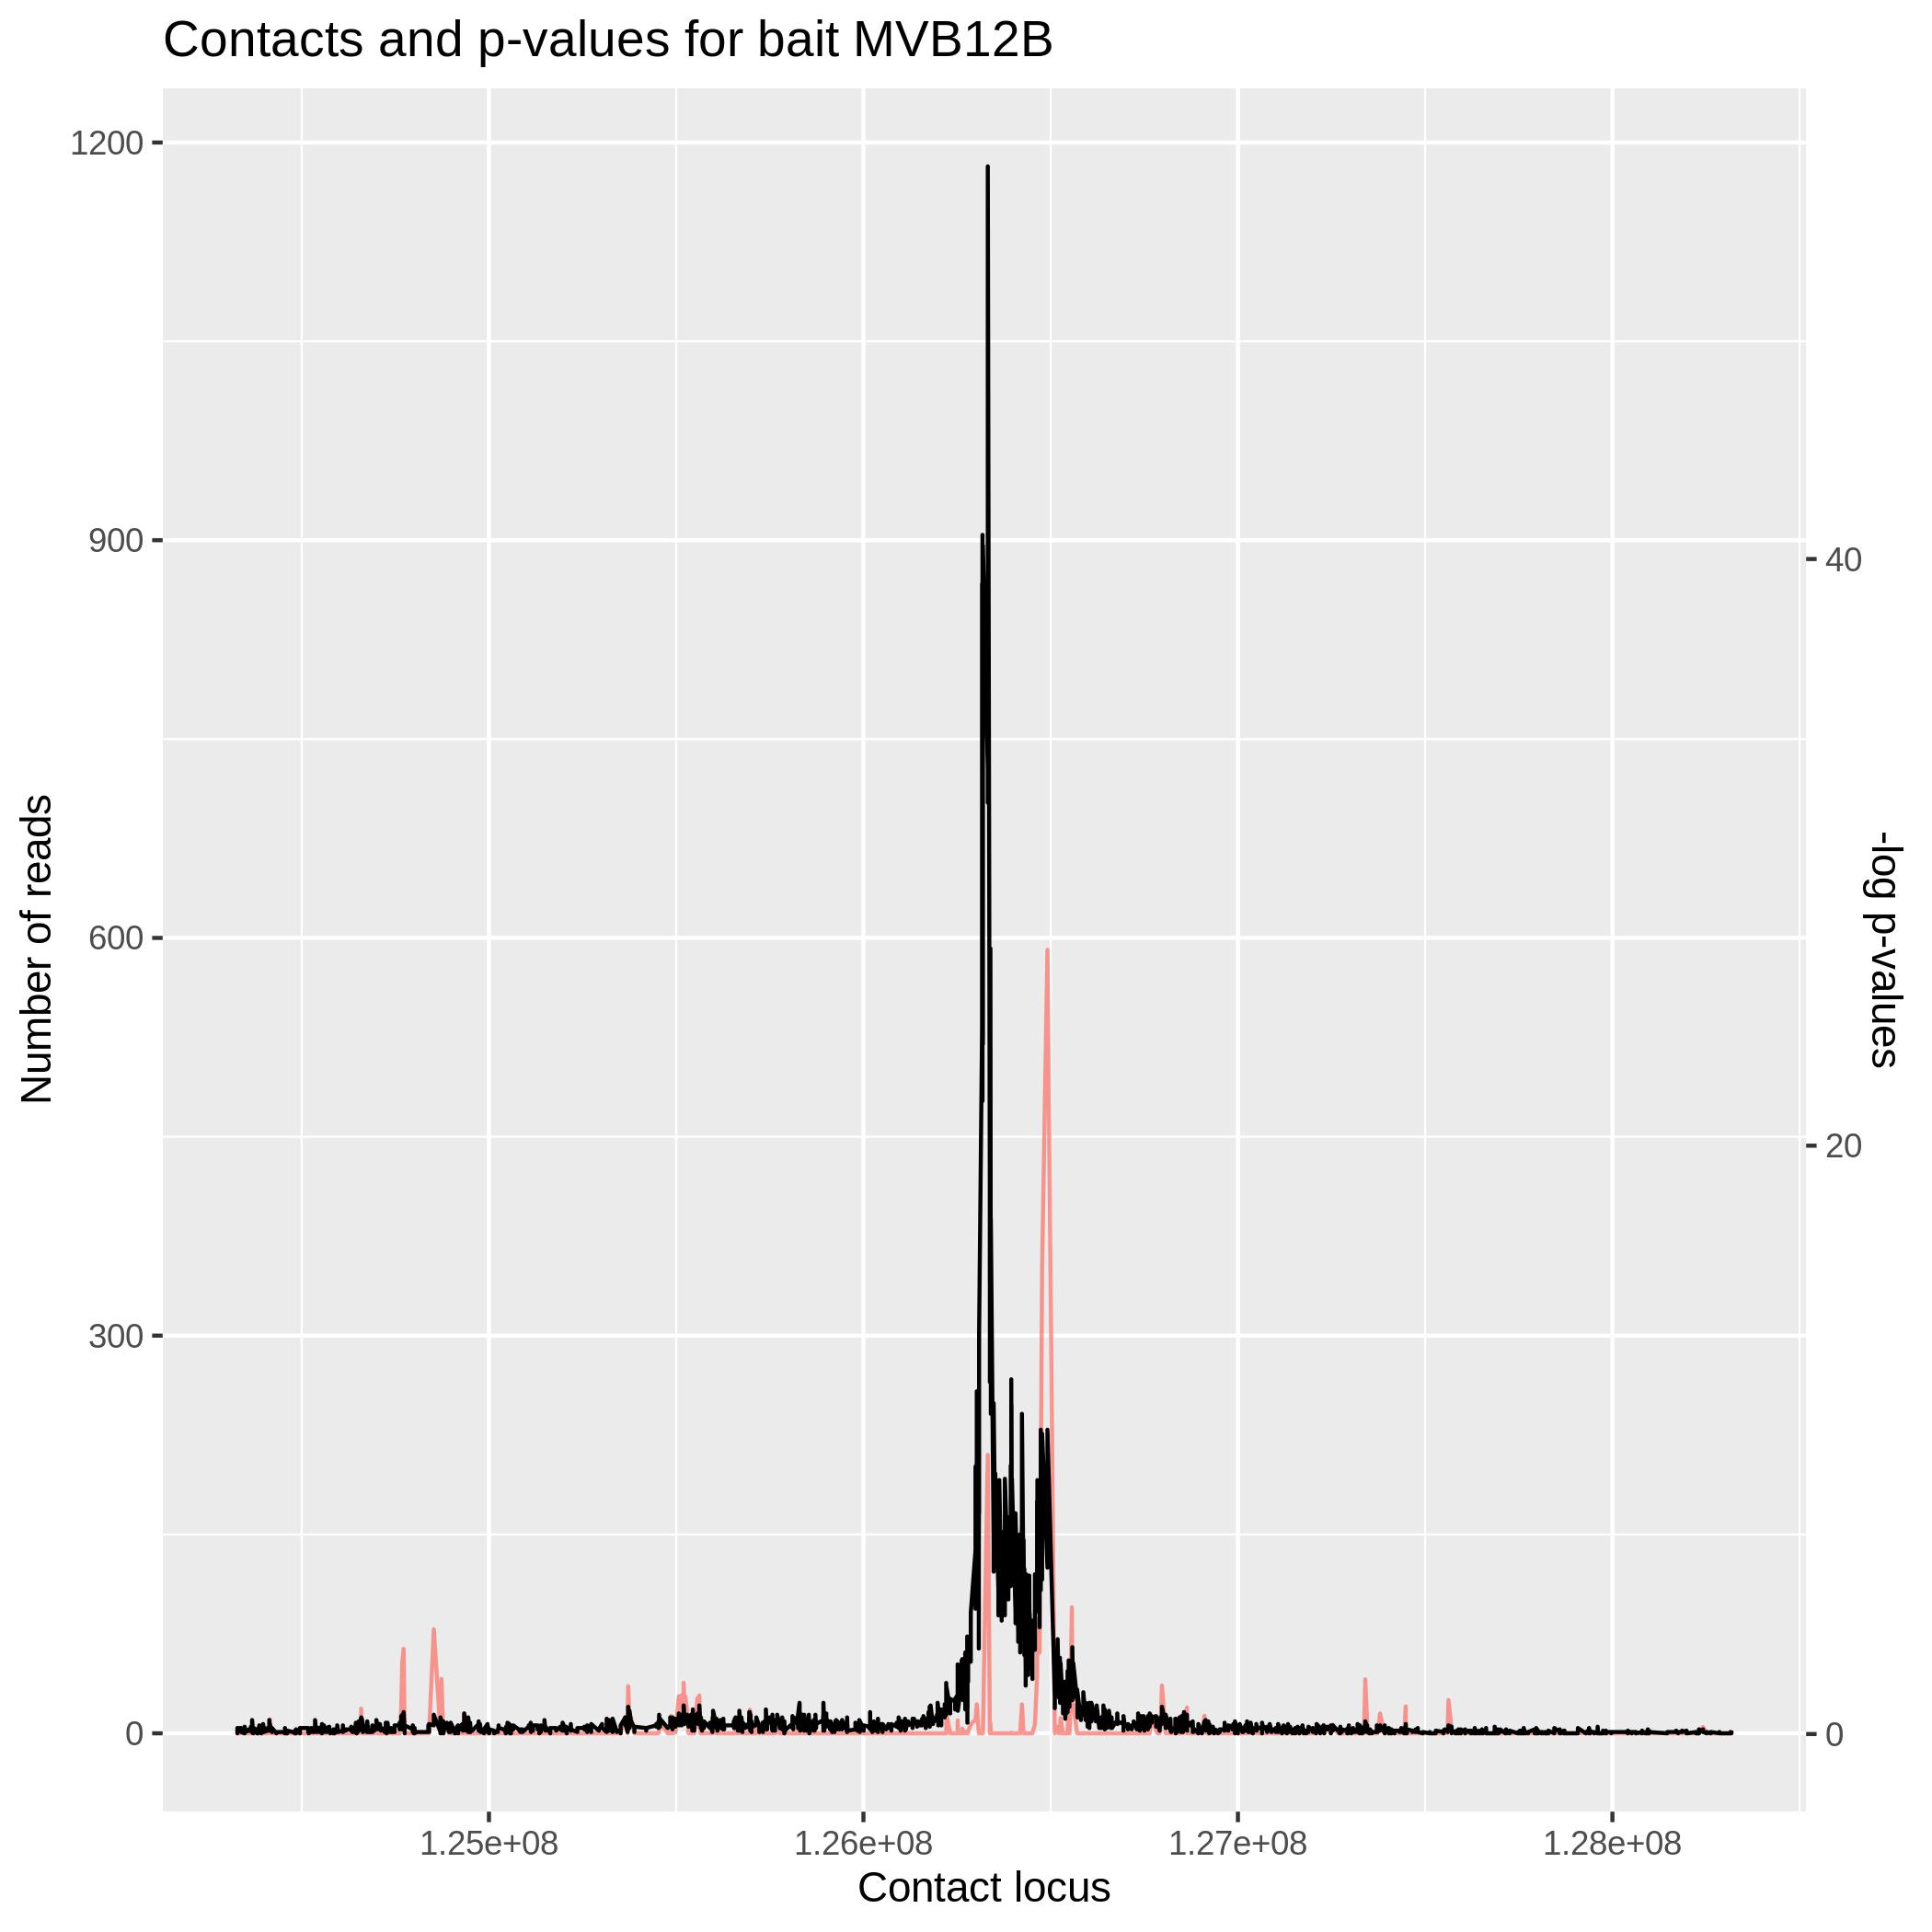 Contacts and p-values for bait MVB12B
1200
900
600
300
0
Number of reads
40
20
0
-log p-values
1.25e+08
1.26e+08
1.27e+08
1.28e+08
Contact locus